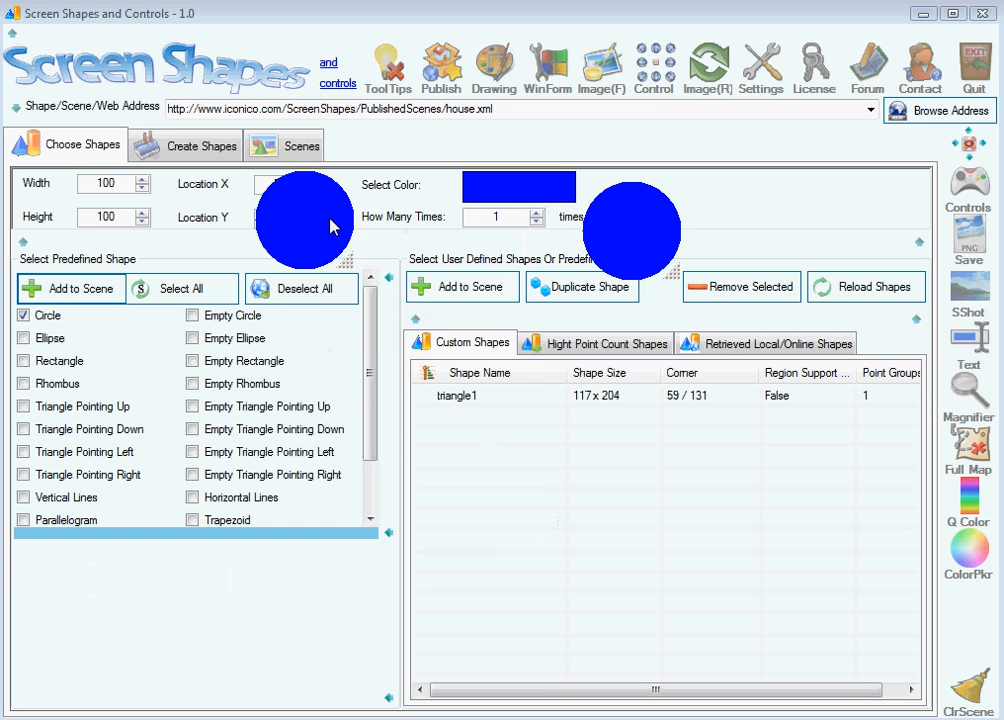 Screen Shapes and Controls - 1.0
Screen Shapes and controls
ToolTips Publish Drawing WinForm Image(F) Control Image(R) Settings License Forum Contact Quit
EXIT
Shape/Scene/Web Address http://www.iconico.com/ScreenShapes/PublishedScenes/house.xml Browse Address
Choose Shapes Create Shapes Scenes
Width 100 Location X Select Color:
Height 100 Location Y How Many Times: 1 times
Controls
PNG
Save
SShot
Text
Magnifier
Full Map
Q Color
ColorPkr
ClrScene
Select Predefined Shape
Add to Scene Select All Deselect All
Circle Empty Circle
Ellipse Empty Ellipse
Rectangle Empty Rectangle
Rhombus Empty Rhombus
Triangle Pointing Up Empty Triangle Pointing Up
Triangle Pointing Down Empty Triangle Pointing Down
Triangle Pointing Left Empty Triangle Pointing Left
Triangle Pointing Right Empty Triangle Pointing Right
Vertical Lines Horizontal Lines
Parallelogram Trapezoid
Select User Defined Shapes Or
Add to Scene Duplicate Shape Remove Selected Reload Shapes
Custom Shapes Hight Point Count Shapes Retrieved Local/Online Shapes
Shape Name Shape Size Corner Region Support ... Point Groups
triangle1 117 x 204 59 / 131 False 1